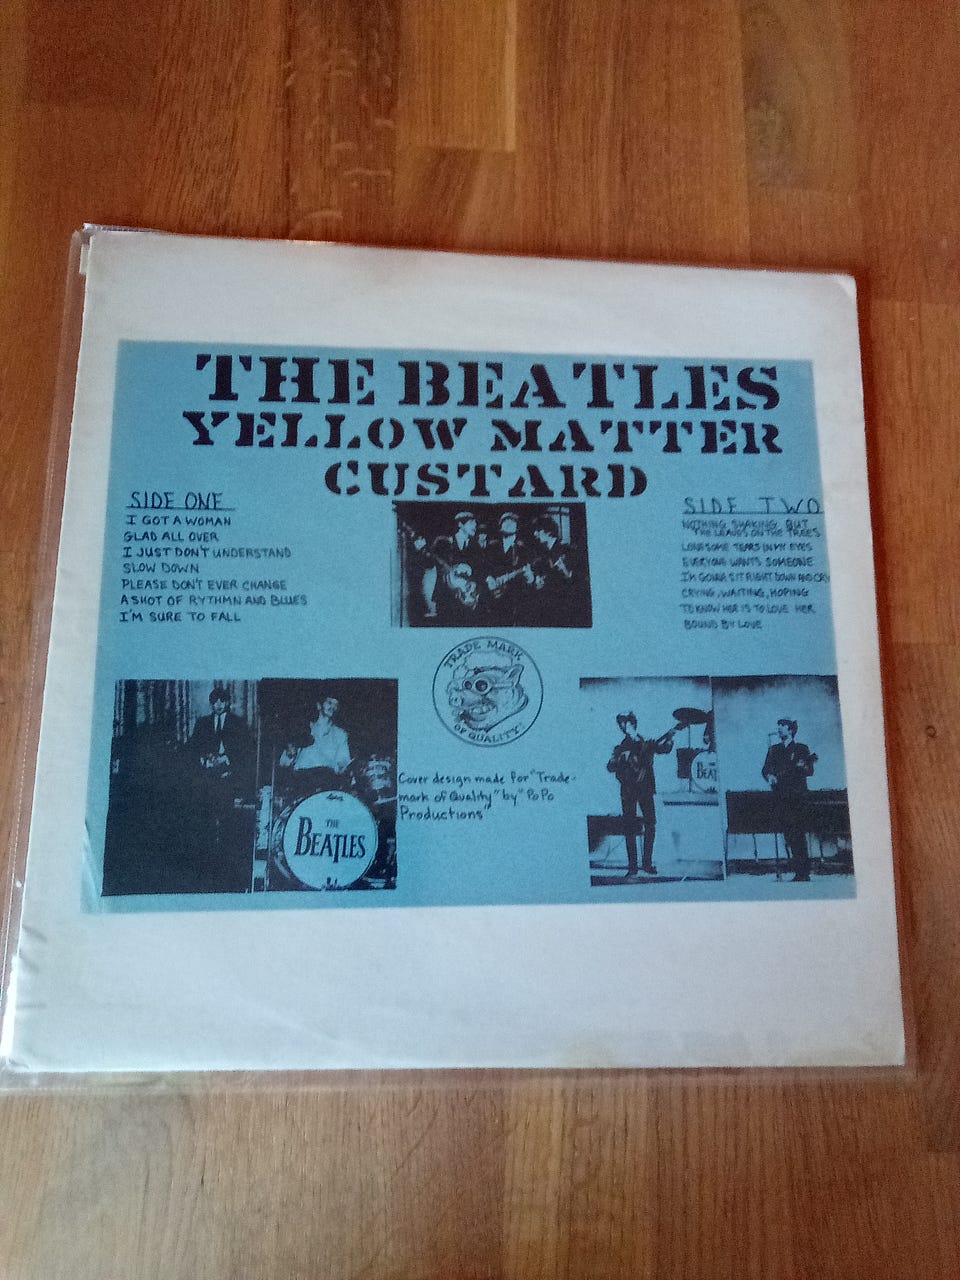 THE BEATLES
YELLOW MATTER
CUSTARD
SIDE ONE
I GOT A WOMAN
GLAD ALL OVER
I JUST DON'T UNDERSTAND
SLOW DOWN
PLEASE DON'T EVER CHANGE
A SHOT OF RYTHMN AND BLUES
I'M SURE TO FALL
SIDE TWO
NOTHING SHAKING BUT
THE LEAVES ON THE TREES
LONESOME TEARS IN MY EYES
EVERYONE WANTS SOMEONE
I'M GONNA SIT RIGHT DOWN AND CRY
CRYING, WAITING, HOPING
TO KNOW HER IS TO LOVE HER
BOUND BY LOVE
TRADE MARK
OF QUALITY
Cover design made for "Trade-
mark of Quality" by "PoPo
Productions"
THE
BEATLES
BEAT